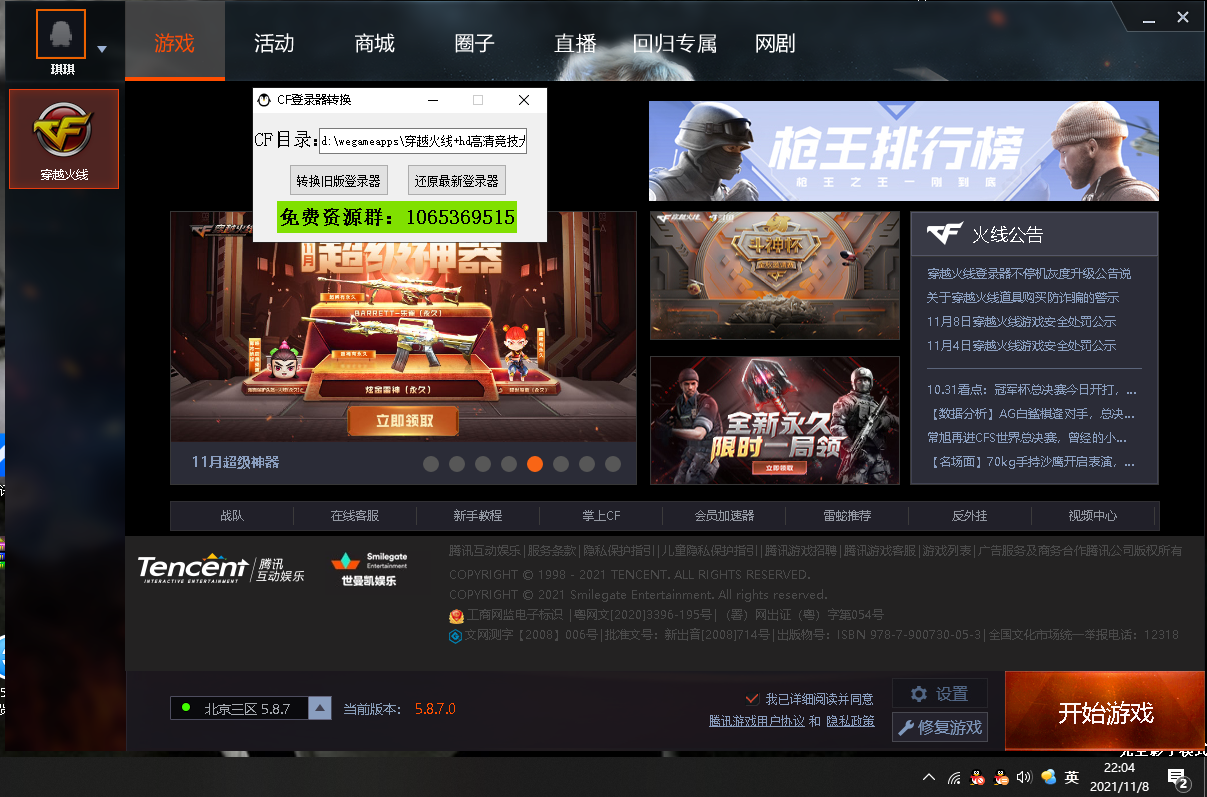 琪琪
游戏 活动 商城 圈子 直播 回归专属 网剧
穿越火线
CF登录器转换
CF目录:
d:\wegameapps\穿越火线+hd高清竞技大
转换旧版登录器 还原最新登录器
免费资源群：1065369515
枪王排行榜
枪王之王一刚到底
11月
超级神器
BARRETT-乐章（永久）
炫金雷神（永久）
立即领取
11月超级神器
斗神杯
全新永久
限时一局领
立即领取
火线公告
穿越火线登录器不停机灰度升级公告说
关于穿越火线道具购买防诈骗的警示
11月8日穿越火线游戏安全处罚公示
11月4日穿越火线游戏安全处罚公示
10.31看点：冠军杯总决赛今日开打，...
【数据分析】AG白鲨棋逢对手，总决...
常旭再进CFS世界总决赛，曾经的小...
【名场面】70kg手持沙鹰开启表演，...
战队 在线客服 新手教程 掌上CF 会员加速器 雷蛇推荐 反外挂 视频中心
Tencent 腾讯
INTERACTIVE ENTERTAINMENT 互动娱乐
Smilegate
Entertainment
世曼凯娱乐
腾讯互动娱乐|服务条款|隐私保护指引|儿童隐私保护指引|腾讯游戏招聘|腾讯游戏客服|游戏列表|广告服务及商务合作腾讯公司版权所有
COPYRIGHT © 1998 - 2021 TENCENT. ALL RIGHTS RESERVED.
COPYRIGHT © 2021 Smilegate Entertainment. All rights reserved.
工商网监电子标识 |粤网文[2020]3396-195号|（署）网出证（粤）字第054号
文网测字【2008】006号|批准文号：新出音[2008]714号|出版物号：ISBN 978-7-900730-05-3|全国文化市场统一举报电话：12318
北京三区 5.8.7 当前版本： 5.8.7.0
我已详细阅读并同意
腾讯游戏用户协议 和 隐私政策
设置
修复游戏
开始游戏
英
22:04
2021/11/8
2